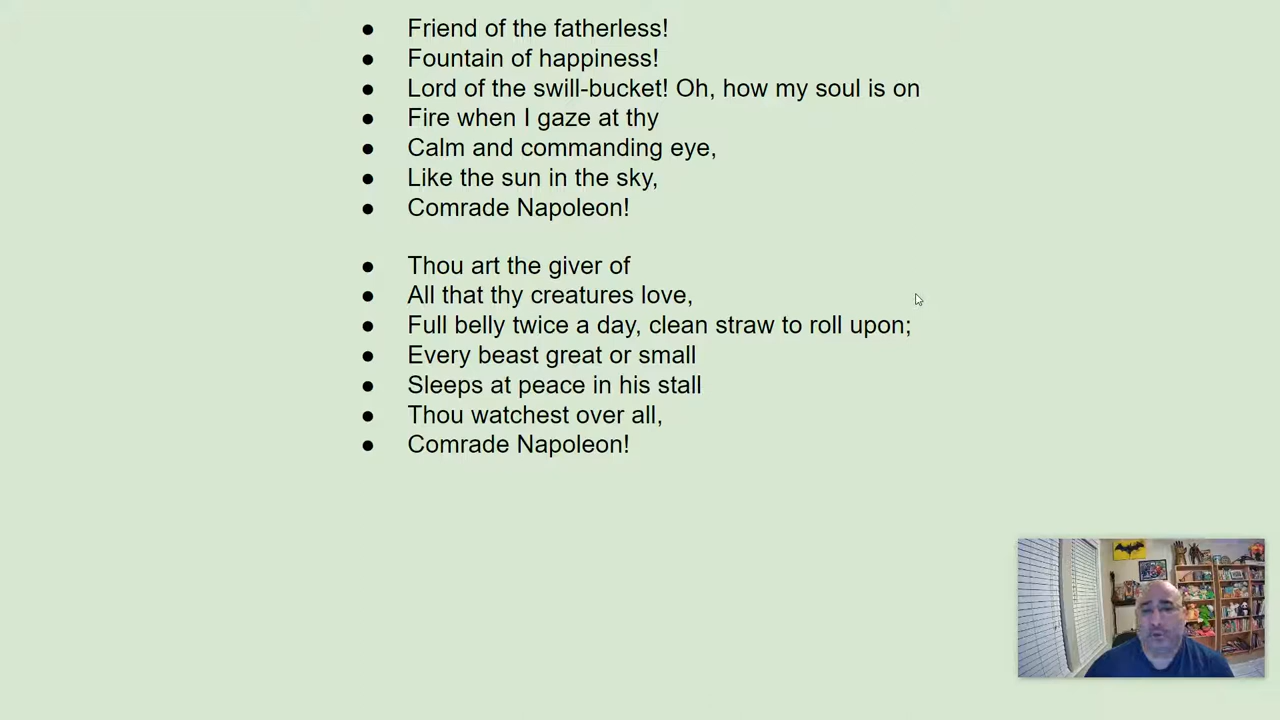 ● Friend of the fatherless!
● Fountain of happiness!
● Lord of the swill-bucket! Oh, how my soul is on
● Fire when I gaze at thy
● Calm and commanding eye,
● Like the sun in the sky,
● Comrade Napoleon!
● Thou art the giver of
● All that thy creatures love,
● Full belly twice a day, clean straw to roll upon;
● Every beast great or small
● Sleeps at peace in his stall
● Thou watchest over all,
● Comrade Napoleon!